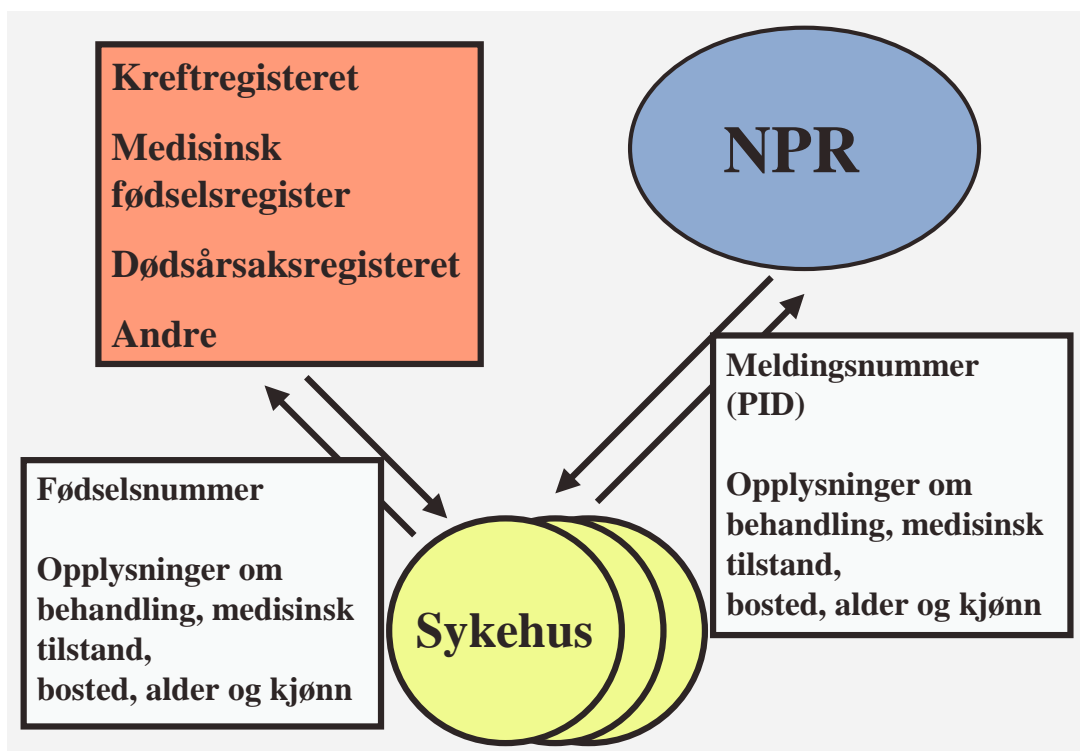 Kreftregisteret
Medisinsk
fødselsregister
Dødsårsaksregisteret
Andre
NPR
Meldingsnummer
(PID)
Opplysninger om
behandling, medisinsk
tilstand,
bosted, alder og kjønn
Fødselsnummer
Opplysninger om
behandling, medisinsk
tilstand,
bosted, alder og kjønn
Sykehus